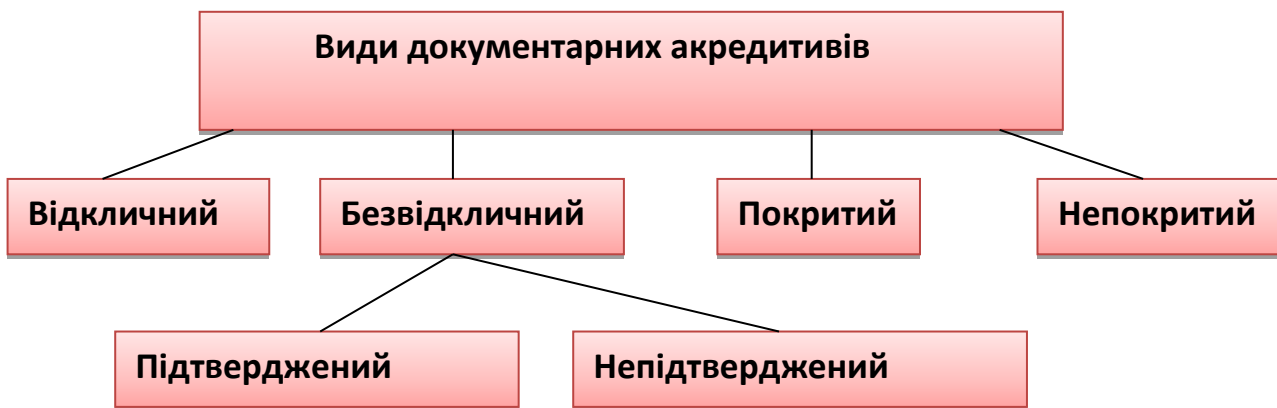 Види документарних акредитивів
Відкличний
Безвідкличний
Покритий
Непокритий
Підтверджений
Непідтверджений